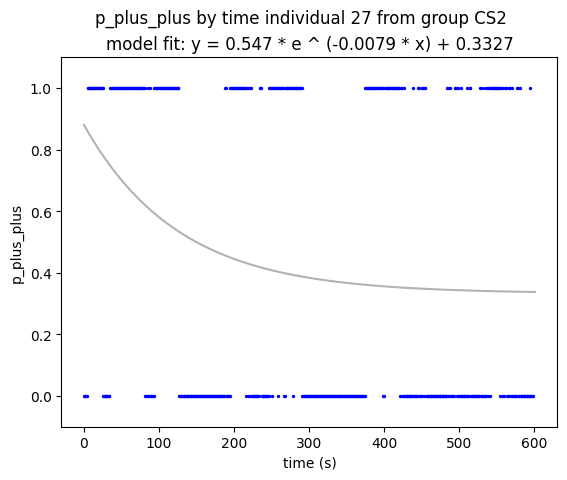 p_plus_plus by time individual 27 from group CS2
model fit: y = 0.547 * e ^ (-0.0079 * x) + 0.3327
1.0
0.8
0.6
0.4
0.2
0.0
p_plus_plus
0 100 200 300 400 500 600
time (s)